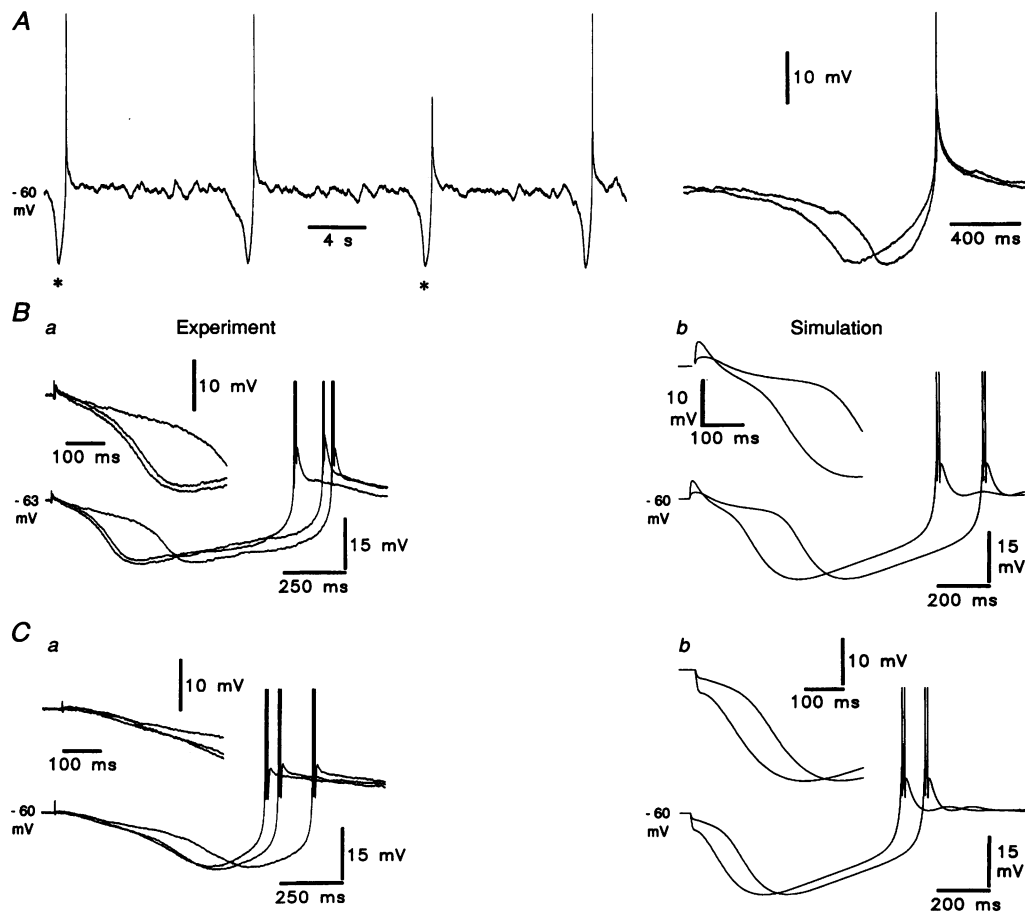 A
10 mV
- 60
mV
4 s
400 ms
*
*
B
a
Experiment
b
Simulation
10 mV
10
mV
100 ms
100 ms
- 63
mV
- 60
mV
15 mV
15
mV
250 ms
200 ms
C
a
b
10 mV
10 mV
100 ms
100 ms
- 60
mV
- 60
mV
15 mV
15
mV
250 ms
200 ms